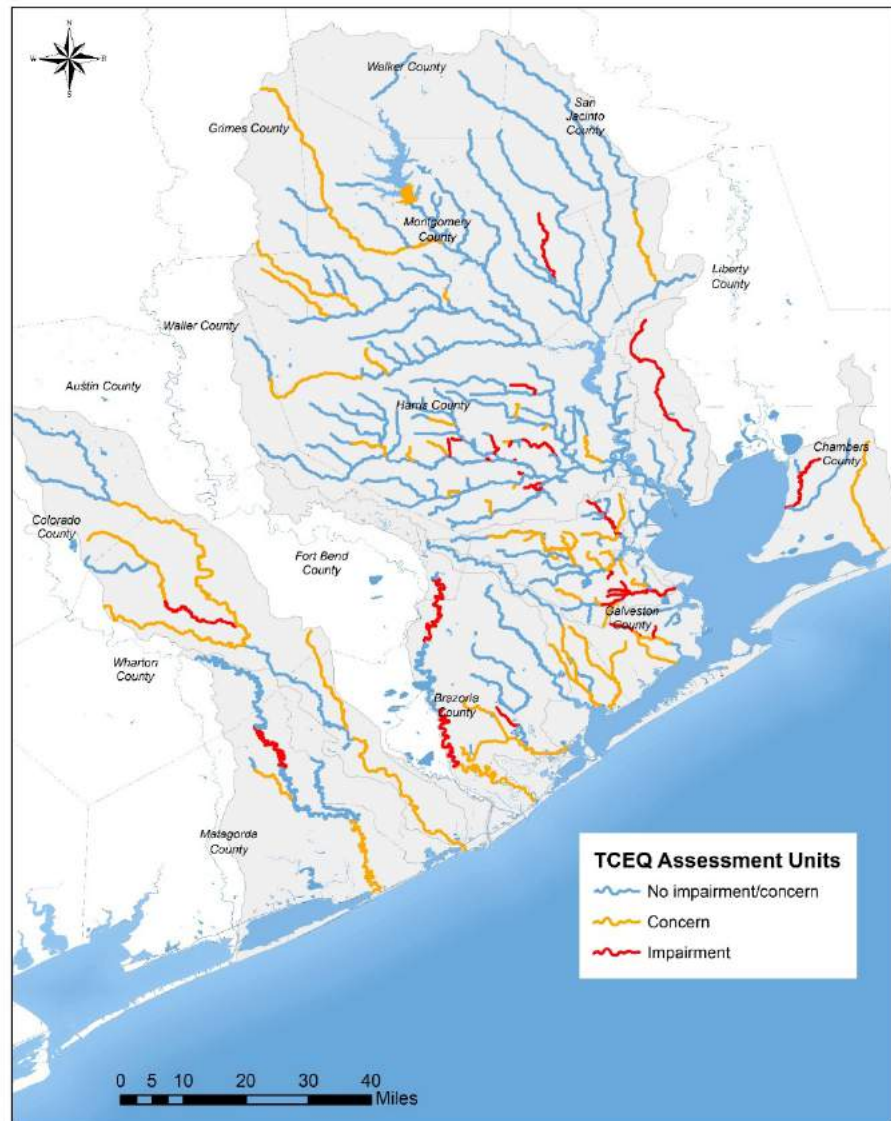 N
W
E
S
Walker County
San
Jacinto
County
Grimes County
Montgomery
County
Liberty
County
Waller County
Austin County
Harris County
Chambers
County
Colorado
County
Fort Bend
County
Galveston
County
Wharton
County
Brazoria
County
Matagorda
County
TCEQ Assessment Units
No impairment/concern
Concern
Impairment
0 5 10 20 30 40
Miles